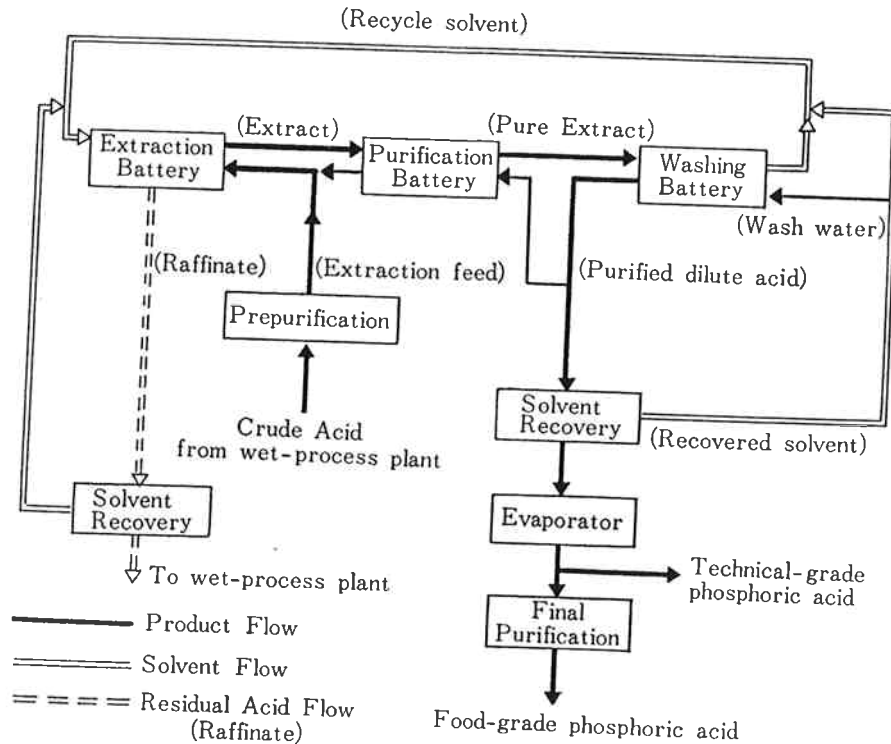 (Recycle solvent)
(Extract)
(Pure Extract)
Extraction
Battery
Purification
Battery
Washing
Battery
(Wash water)
(Raffinate)
(Extraction feed)
(Purified dilute acid)
Prepurification
Crude Acid
from wet-process plant
Solvent
Recovery
(Recovered solvent)
Solvent
Recovery
Evaporator
To wet-process plant
Technical-grade
phosphoric acid
Final
Purification
Product Flow
Solvent Flow
Residual Acid Flow
(Raffinate)
Food-grade phosphoric acid